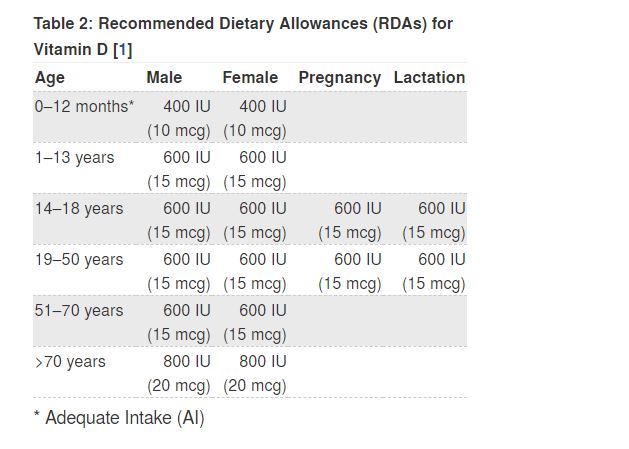 Table 2: Recommended Dietary Allowances (RDAs) for
Vitamin D [1]
Age Male Female Pregnancy Lactation
0–12 months* 400 IU 400 IU
(10 mcg) (10 mcg)
1–13 years 600 IU 600 IU
(15 mcg) (15 mcg)
14–18 years 600 IU 600 IU 600 IU 600 IU
(15 mcg) (15 mcg) (15 mcg) (15 mcg)
19–50 years 600 IU 600 IU 600 IU 600 IU
(15 mcg) (15 mcg) (15 mcg) (15 mcg)
51–70 years 600 IU 600 IU
(15 mcg) (15 mcg)
>70 years 800 IU 800 IU
(20 mcg) (20 mcg)
* Adequate Intake (AI)